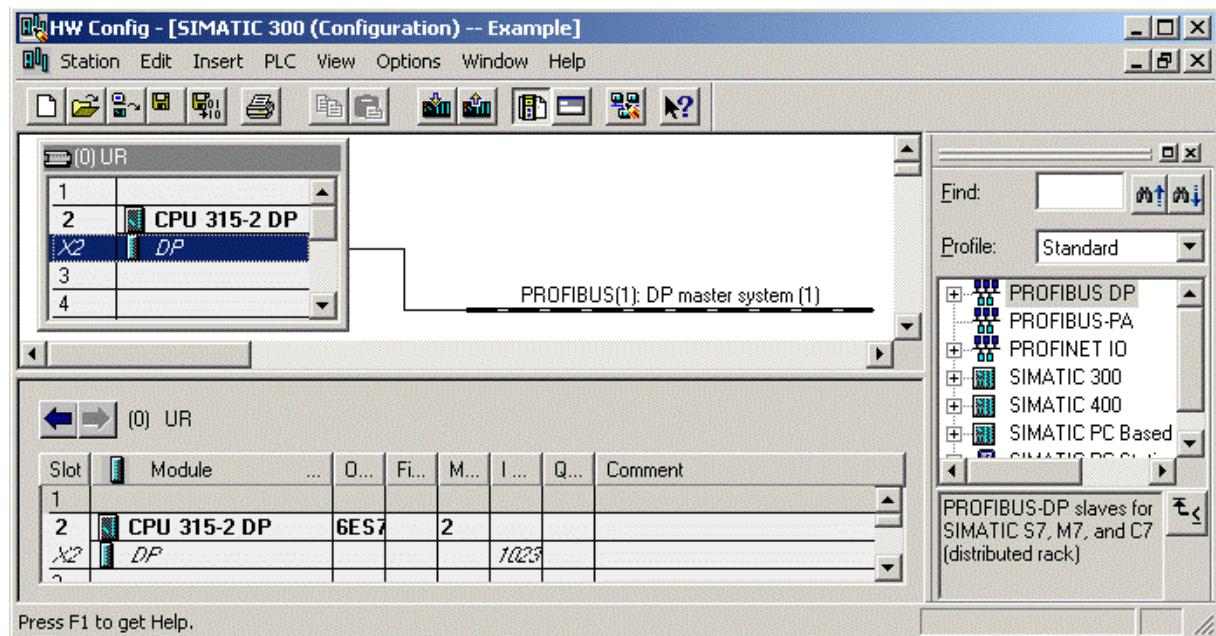 HW Config - [SIMATIC 300 (Configuration) -- Example]
Station Edit Insert PLC View Options Window Help
(0) UR
1
2 CPU 315-2 DP
X2 DP
3
4
PROFIBUS(1): DP master system (1)
Find:
Profile: Standard
PROFIBUS DP
PROFIBUS-PA
PROFINET IO
SIMATIC 300
SIMATIC 400
SIMATIC PC Based
PROFIBUS-DP slaves for
SIMATIC S7, M7, and C7
(distributed rack)
(0) UR
Slot Module ... O... Fi... M... I ... Q... Comment
1
2 CPU 315-2 DP 6ES7 2
X2 DP 1023
Press F1 to get Help.